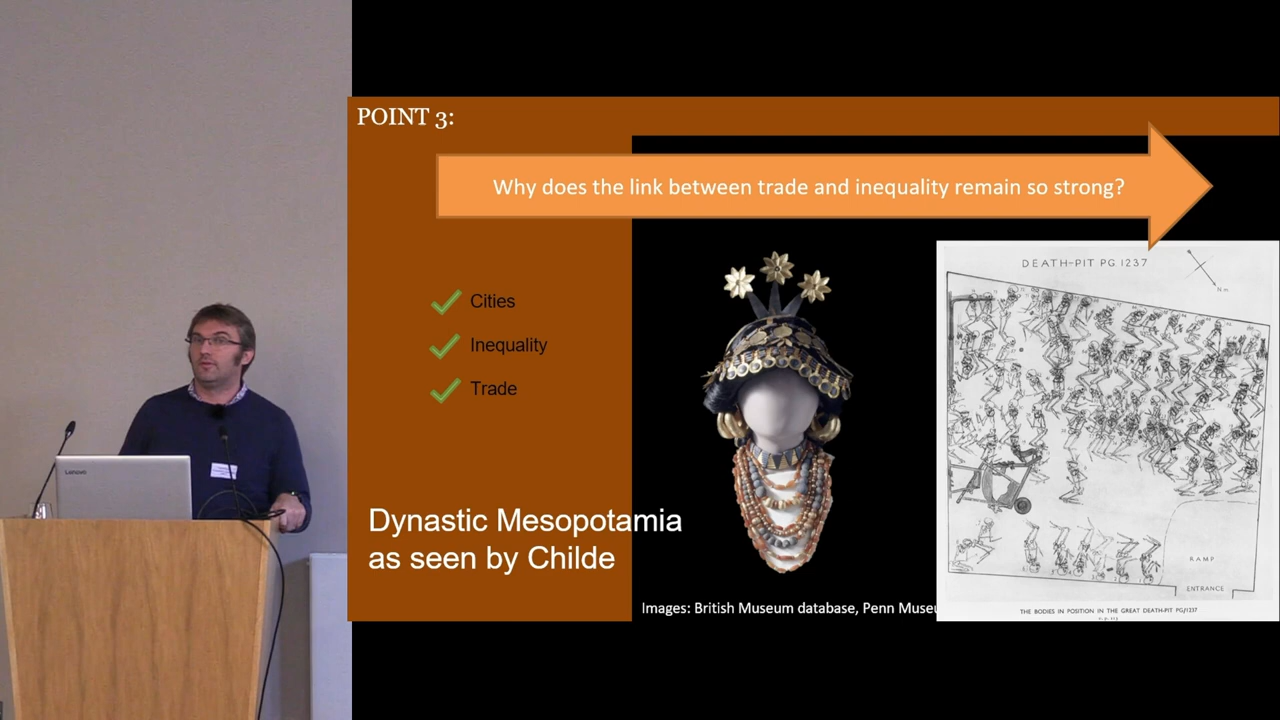 POINT 3:
Why does the link between trade and inequality remain so strong?
Cities
Inequality
Trade
Dynastic Mesopotamia
as seen by Childe
Images: British Museum database, Penn Museu
DEATH-PIT PG.1237
N.m.
RAMP
ENTRANCE
THE BODIES IN POSITION IN THE GREAT DEATH-PIT PG/1237
Lenovo